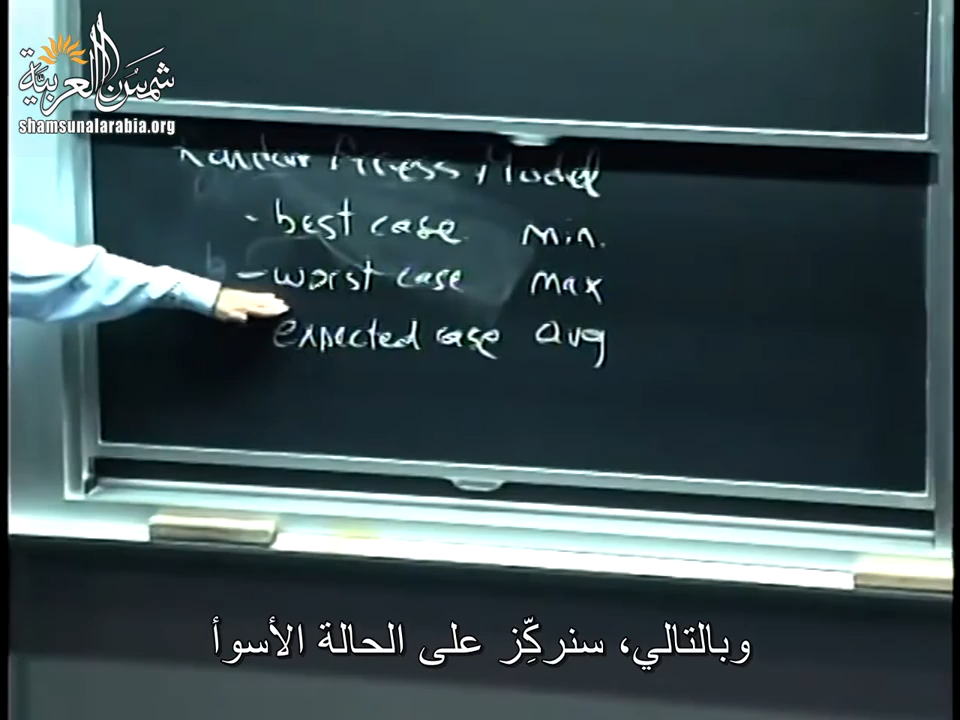 شمس العربية
shamsunalarabia.org
Random Access Model
- best case min.
- worst case max
expected case avg
وبالتالي، سنركِّز على الحالة الأسوأ